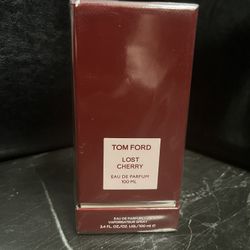 TOM FORD
LOST
CHERRY
EAU DE PARFUM
100 ML
EAU DE PARFUM
VAPORISATEUR SPRAY
3.4 FL. OZ./OZ. LIQ./100 ml ℮